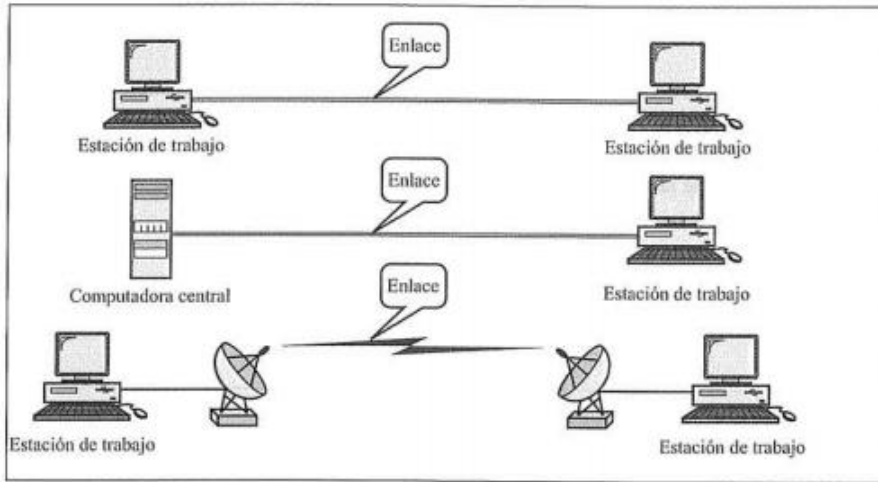 Enlace
Estación de trabajo
Estación de trabajo
Enlace
Computadora central
Estación de trabajo
Enlace
Estación de trabajo
Estación de trabajo